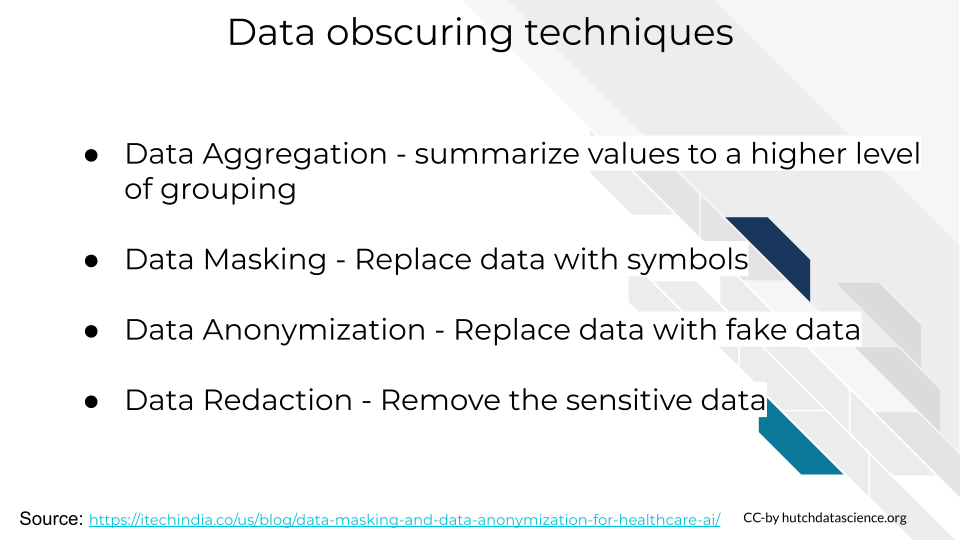 Data obscuring techniques
● Data Aggregation - summarize values to a higher level
of grouping
● Data Masking - Replace data with symbols
● Data Anonymization - Replace data with fake data
● Data Redaction - Remove the sensitive data
Source: https://itechindia.co/us/blog/data-masking-and-data-anonymization-for-healthcare-ai/
CC-by hutchdatascience.org